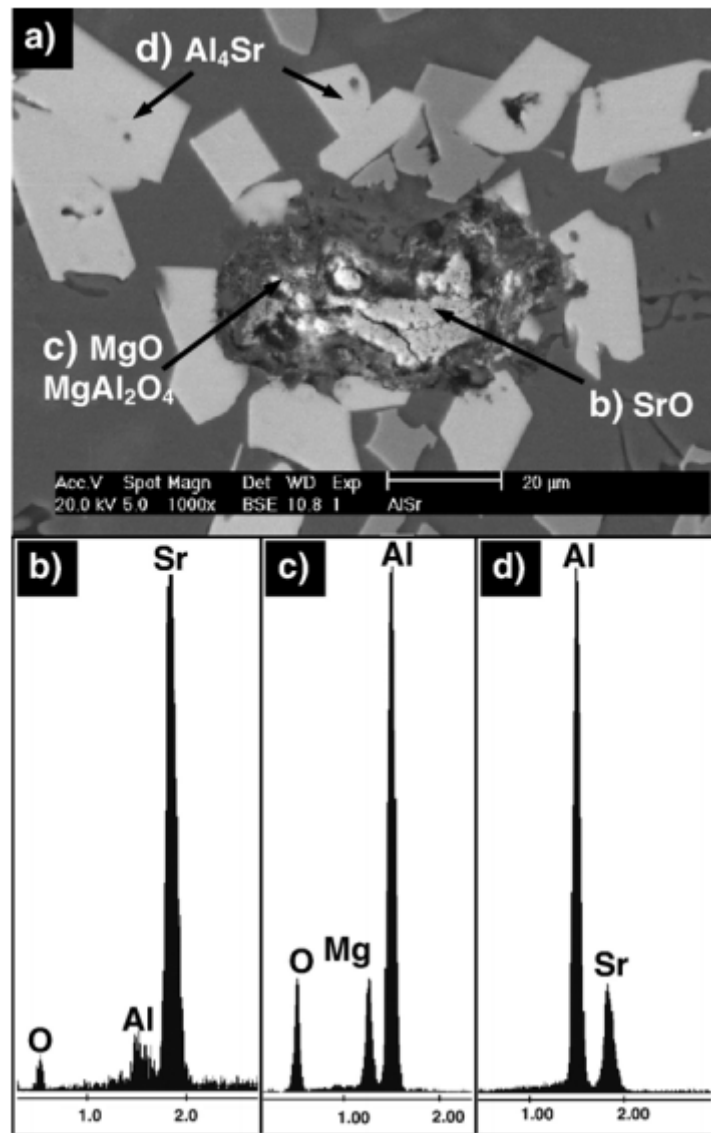 a)
d) Al₄Sr
c) MgO
MgAl₂O₄
b) SrO
Acc.V Spot Magn Det WD Exp 20 µm
20.0 kV 5.0 1000x BSE 10.8 1 AlSr
b) Sr
O Al
1.0 2.0
c) Al
O Mg
1.00 2.00
d) Al
Sr
1.00 2.00